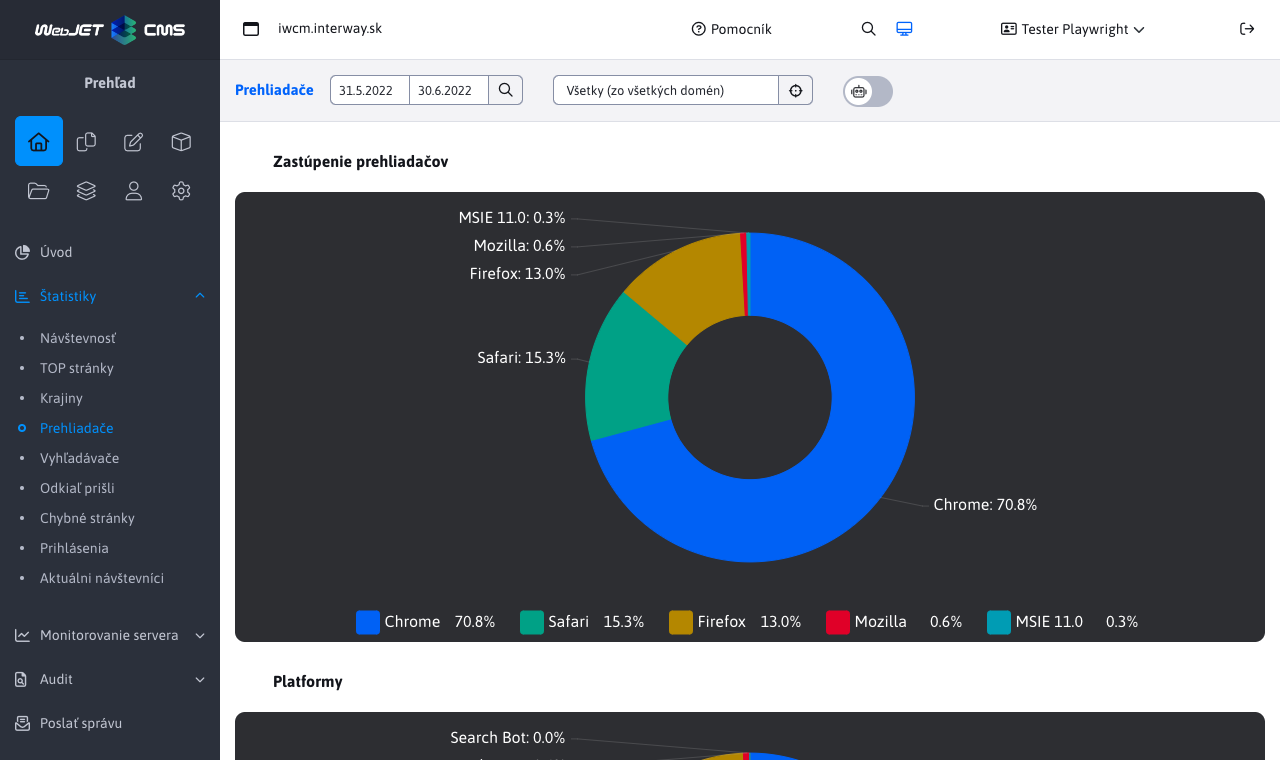 WebJET CMS
iwcm.interway.sk
Pomocník
Tester Playwright
Prehľad
Prehliadače
31.5.2022
30.6.2022
Všetky (zo všetkých domén)
Úvod
Štatistiky
Návštevnosť
TOP stránky
Krajiny
Prehliadače
Vyhľadávače
Odkiaľ prišli
Chybné stránky
Prihlásenia
Aktuálni návštevníci
Monitorovanie servera
Audit
Poslať správu
Zastúpenie prehliadačov
MSIE 11.0: 0.3%
Mozilla: 0.6%
Firefox: 13.0%
Safari: 15.3%
Chrome: 70.8%
Chrome 70.8% Safari 15.3% Firefox 13.0% Mozilla 0.6% MSIE 11.0 0.3%
Platformy
Search Bot: 0.0%